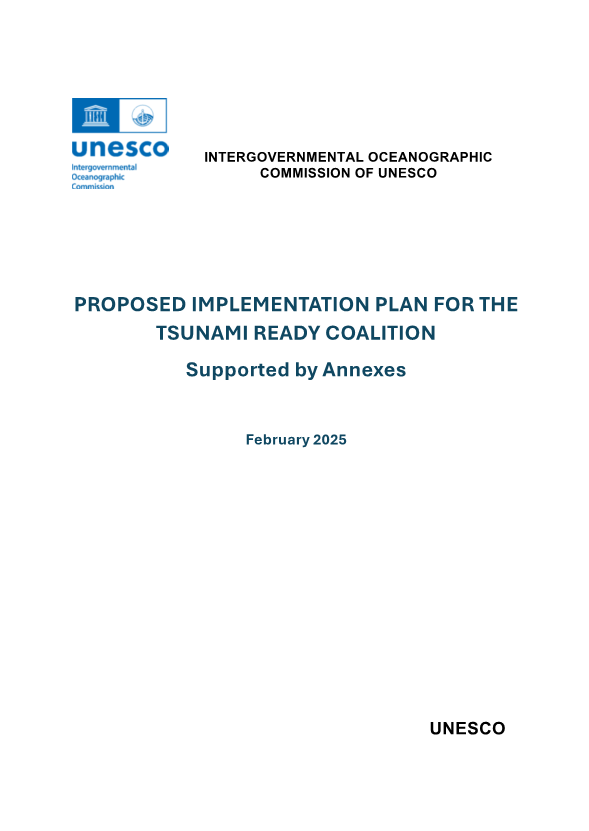 unesco
Intergovernmental
Oceanographic
Commission
INTERGOVERNMENTAL OCEANOGRAPHIC
COMMISSION OF UNESCO
PROPOSED IMPLEMENTATION PLAN FOR THE
TSUNAMI READY COALITION
Supported by Annexes
February 2025
UNESCO